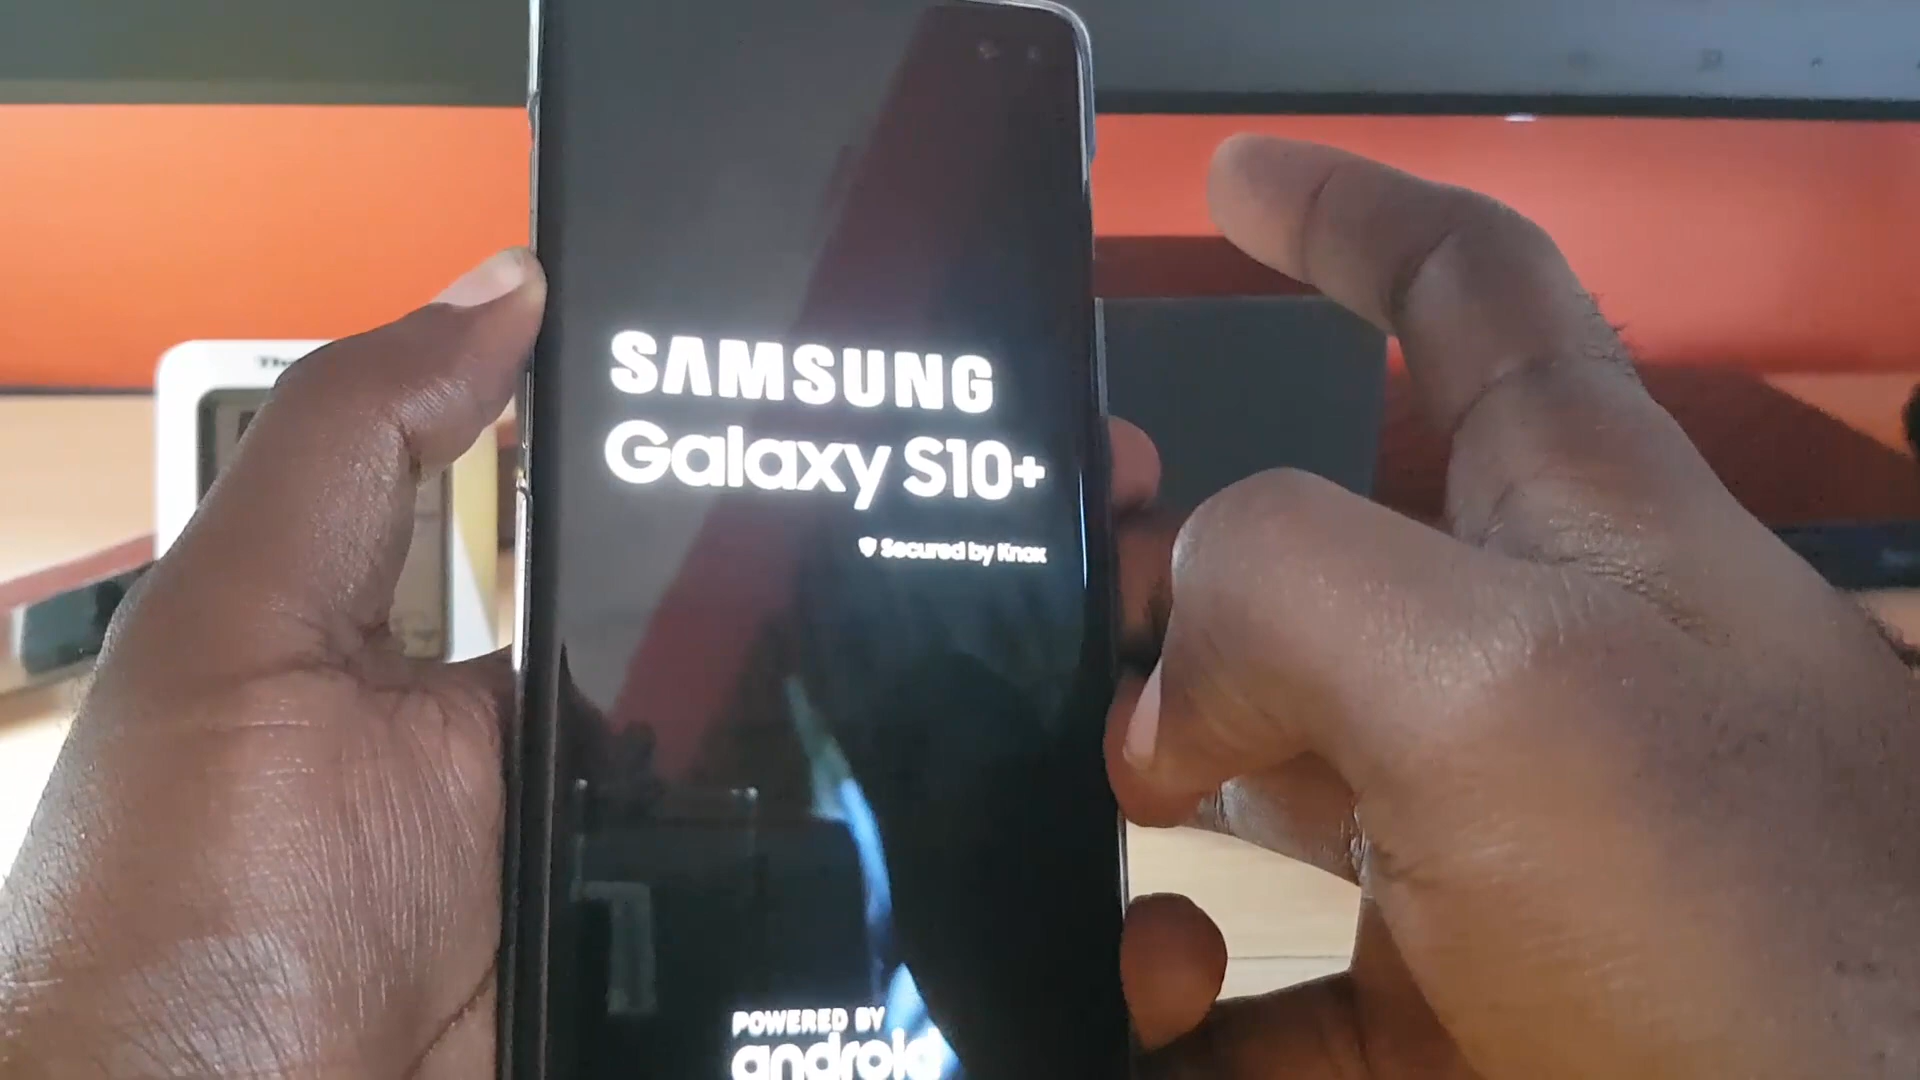 SAMSUNG
Galaxy S10+
Secured by Knox
POWERED BY
android